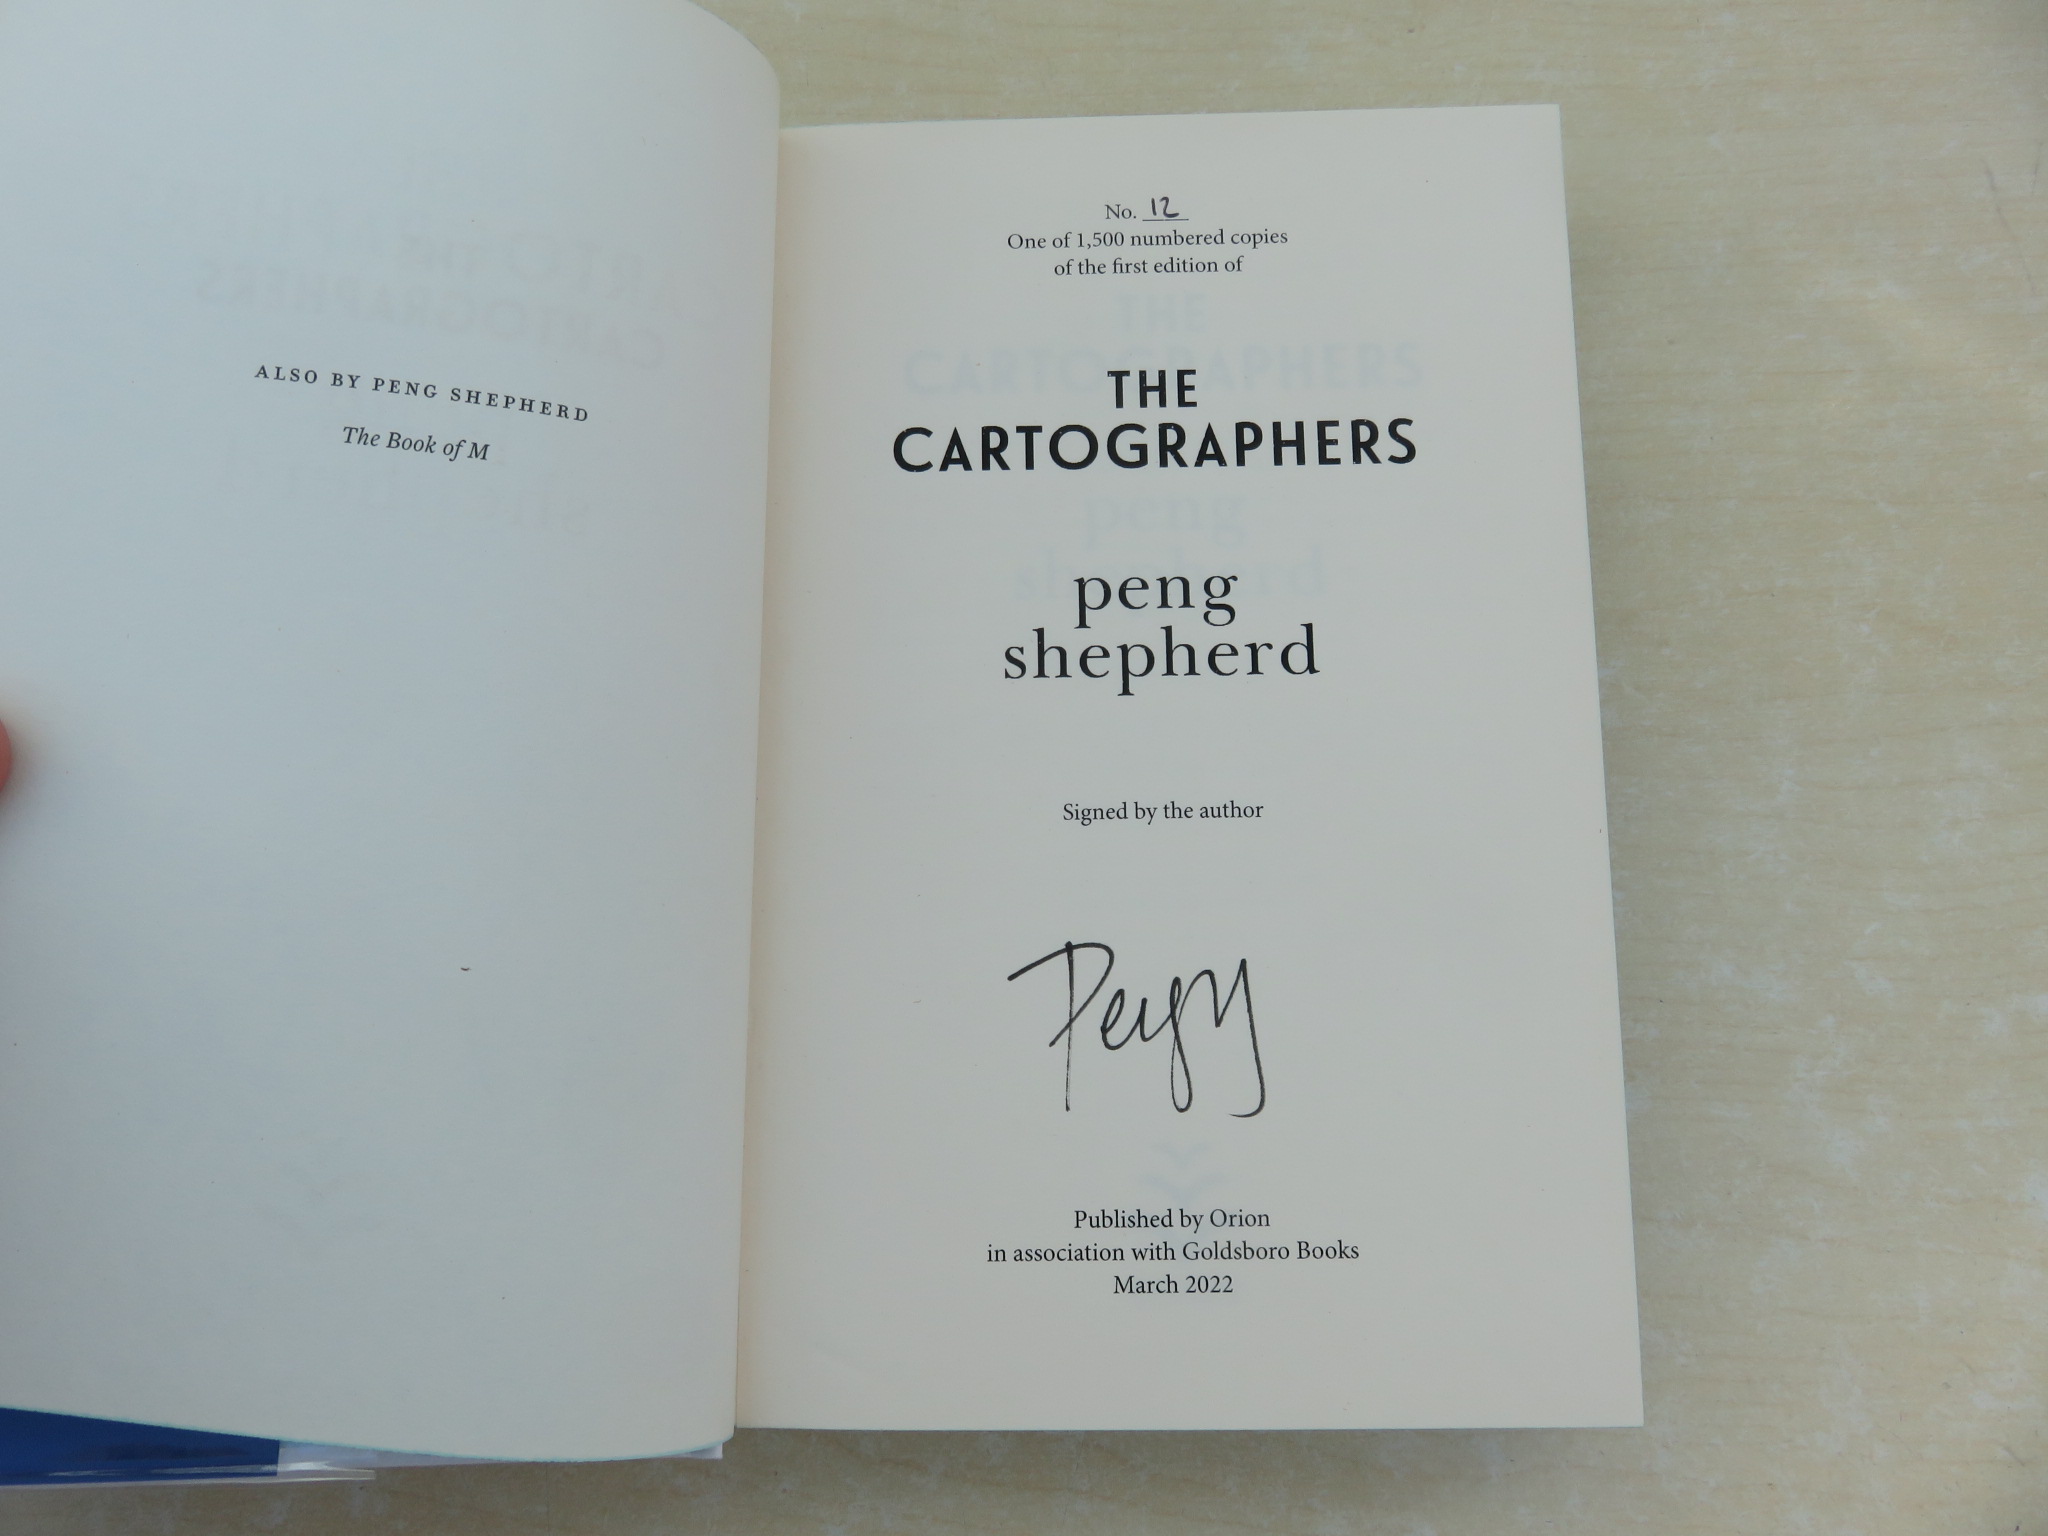 ALSO BY PENG SHEPHERD
The Book of M
No. 12
One of 1,500 numbered copies
of the first edition of
THE
CARTOGRAPHERS
peng
shepherd
Signed by the author
Published by Orion
in association with Goldsboro Books
March 2022